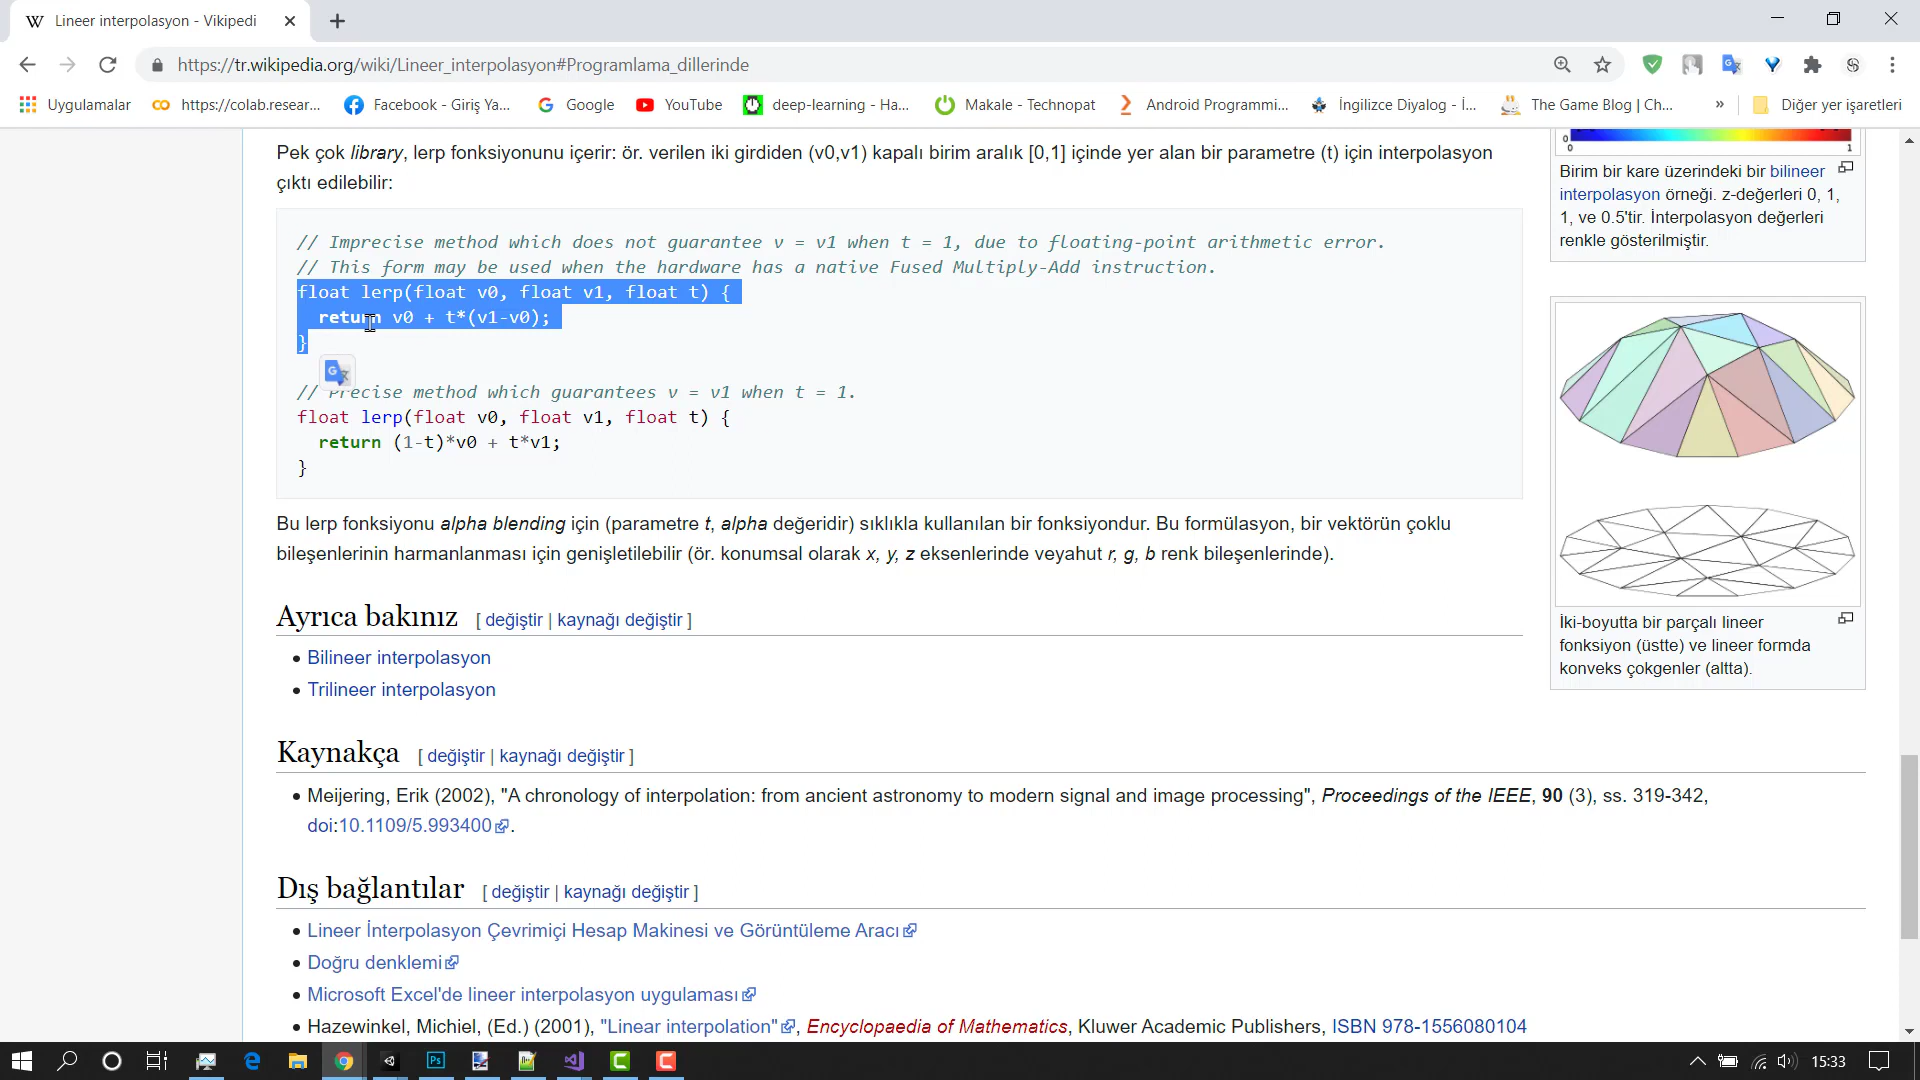 Lineer interpolasyon - Vikipedi
https://tr.wikipedia.org/wiki/Lineer_interpolasyon#Programlama_dillerinde
Uygulamalar
https://colab.resear...
Facebook - Giriş Ya...
Google
YouTube
deep-learning - Ha...
Makale - Technopat
Android Programmi...
İngilizce Diyalog - İ...
The Game Blog | Ch...
»
Diğer yer işaretleri
Pek çok library, lerp fonksiyonunu içerir: ör. verilen iki girdiden (v0,v1) kapalı birim aralık [0,1] içinde yer alan bir parametre (t) için interpolasyon
çıktı edilebilir:
// Imprecise method which does not guarantee v = v1 when t = 1, due to floating-point arithmetic error.
// This form may be used when the hardware has a native Fused Multiply-Add instruction.
float lerp(float v0, float v1, float t) {
return v0 + t*(v1-v0);
}
// Precise method which guarantees v = v1 when t = 1.
float lerp(float v0, float v1, float t) {
return (1-t)*v0 + t*v1;
}
Bu lerp fonksiyonu alpha blending için (parametre t, alpha değeridir) sıklıkla kullanılan bir fonksiyondur. Bu formülasyon, bir vektörün çoklu
bileşenlerinin harmanlanması için genişletilebilir (ör. konumsal olarak x, y, z eksenlerinde veyahut r, g, b renk bileşenlerinde).
Ayrıca bakınız [ değiştir | kaynağı değiştir ]
• Bilineer interpolasyon
• Trilineer interpolasyon
Kaynakça [ değiştir | kaynağı değiştir ]
• Meijering, Erik (2002), "A chronology of interpolation: from ancient astronomy to modern signal and image processing", Proceedings of the IEEE, 90 (3), ss. 319-342,
doi:10.1109/5.993400.
Dış bağlantılar [ değiştir | kaynağı değiştir ]
• Lineer İnterpolasyon Çevrimiçi Hesap Makinesi ve Görüntüleme Aracı
• Doğru denklemi
• Microsoft Excel'de lineer interpolasyon uygulaması
• Hazewinkel, Michiel, (Ed.) (2001), "Linear interpolation", Encyclopaedia of Mathematics, Kluwer Academic Publishers, ISBN 978-1556080104
0 1
Birim bir kare üzerindeki bir bilineer
interpolasyon örneği. z-değerleri 0, 1,
1, ve 0.5'tir. İnterpolasyon değerleri
renkle gösterilmiştir.
İki-boyutta bir parçalı lineer
fonksiyon (üstte) ve lineer formda
konveks çokgenler (altta).
Ps
15:33